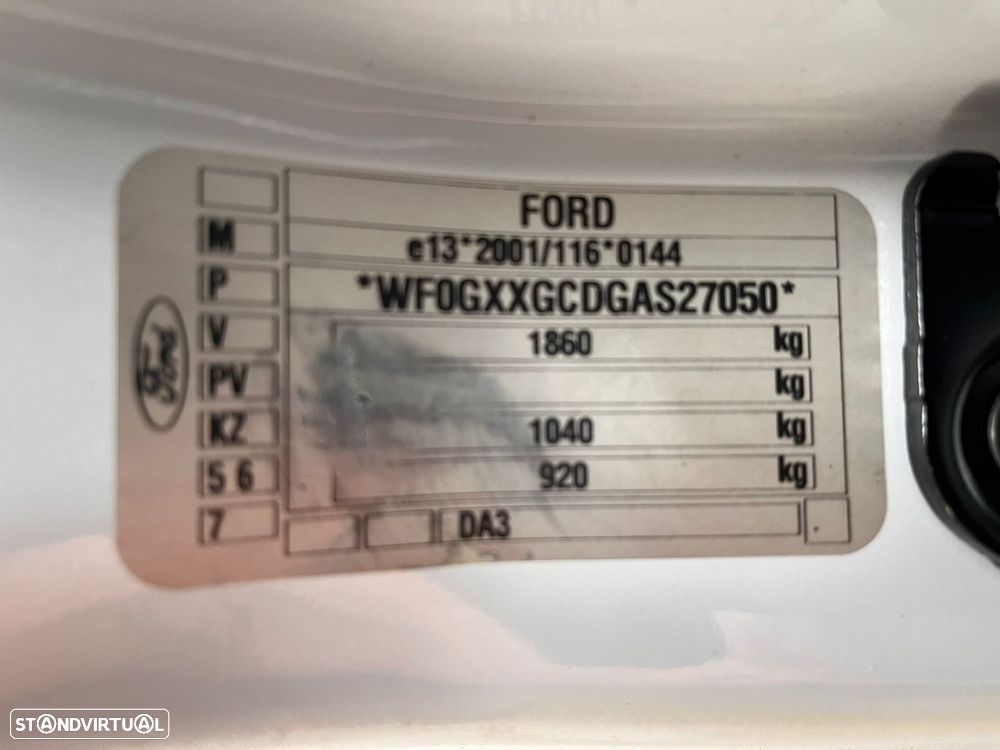 FORD
M e13*2001/116*0144
P *WF0GXXGCDGAS27050*
V 1860 kg
PV kg
KZ 1040 kg
5 6 920 kg
7 DA3
Ford
STANDVIRTUAL